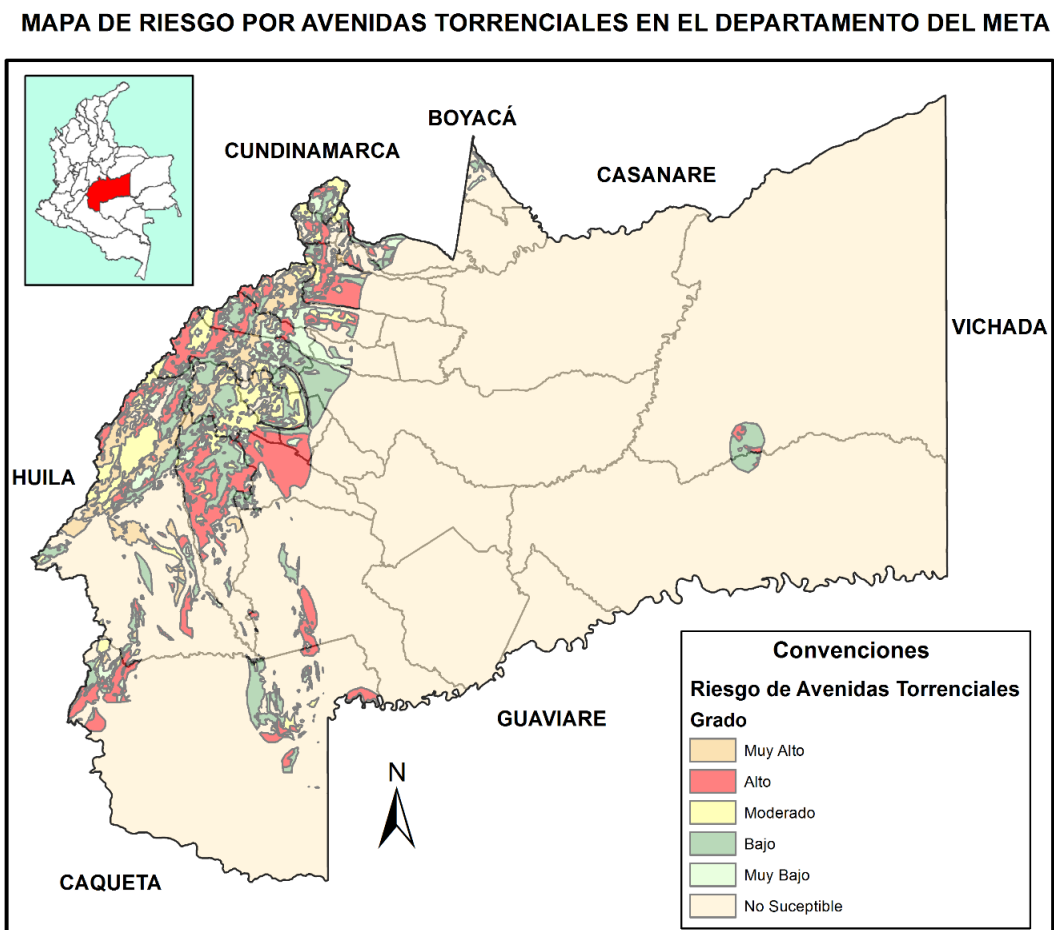 MAPA DE RIESGO POR AVENIDAS TORRENCIALES EN EL DEPARTAMENTO DEL META
BOYACÁ
CUNDINAMARCA
CASANARE
VICHADA
HUILA
GUAVIARE
N
CAQUETA
Convenciones
Riesgo de Avenidas Torrenciales
Grado
Muy Alto
Alto
Moderado
Bajo
Muy Bajo
No Suceptible